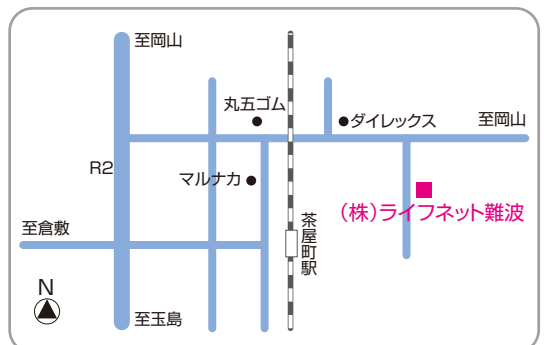 至岡山
丸五ゴム
ダイレックス
至岡山
R2
マルナカ
(株)ライフネット難波
至倉敷
茶屋町駅
N
至玉島